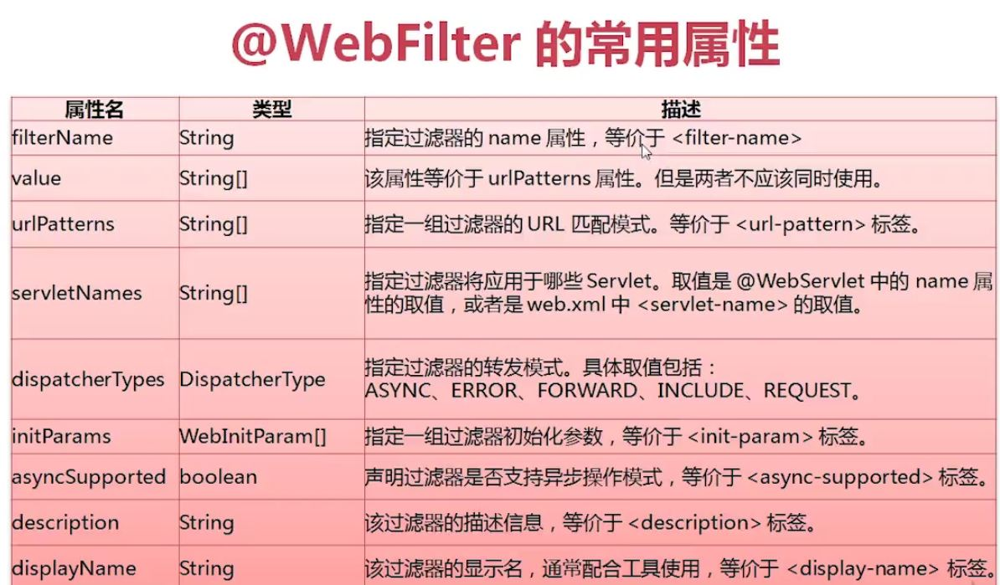 @WebFilter 的常用属性
属性名 类型 描述
filterName String 指定过滤器的 name 属性，等价于 <filter-name>
value String[] 该属性等价于 urlPatterns 属性。但是两者不应该同时使用。
urlPatterns String[] 指定一组过滤器的 URL 匹配模式。等价于 <url-pattern> 标签。
servletNames String[] 指定过滤器将应用于哪些 Servlet。取值是 @WebServlet 中的 name 属
性的取值，或者是 web.xml 中 <servlet-name> 的取值。
dispatcherTypes DispatcherType 指定过滤器的转发模式。具体取值包括：
ASYNC、ERROR、FORWARD、INCLUDE、REQUEST。
initParams WebInitParam[] 指定一组过滤器初始化参数，等价于 <init-param> 标签。
asyncSupported boolean 声明过滤器是否支持异步操作模式，等价于 <async-supported> 标签。
description String 该过滤器的描述信息，等价于 <description> 标签。
displayName String 该过滤器的显示名，通常配合工具使用，等价于 <display-name> 标签。